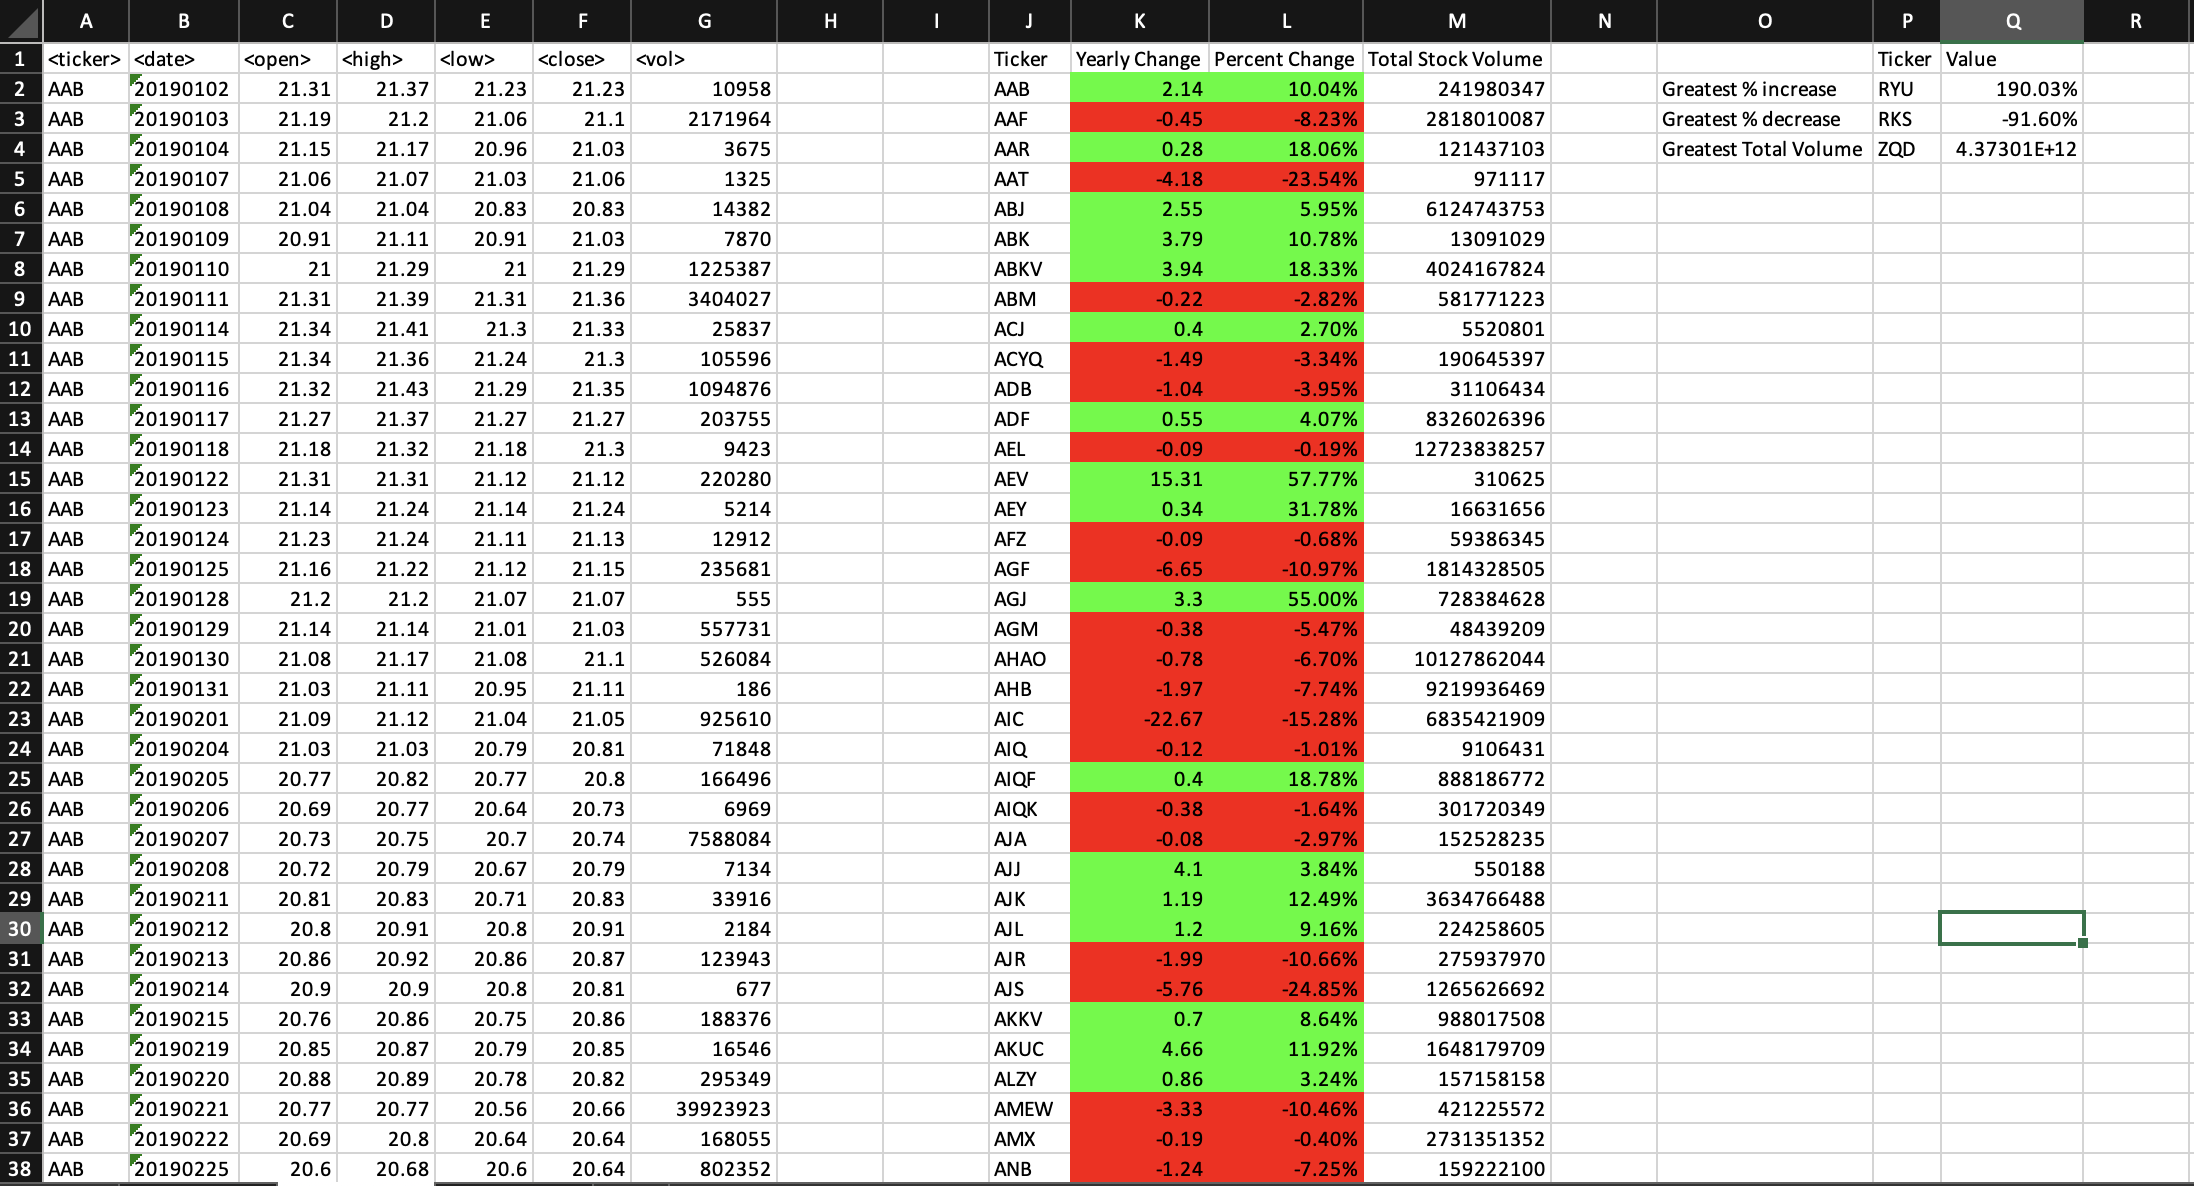 A B C D E F G H I J K L M N O P Q R
1 <ticker> <date> <open> <high> <low> <close> <vol> Ticker Yearly Change Percent Change Total Stock Volume Ticker Value
2 AAB 20190102 21.31 21.37 21.23 21.23 10958 AAB 2.14 10.04% 241980347 Greatest % increase RYU 190.03%
3 AAB 20190103 21.19 21.2 21.06 21.1 2171964 AAF -0.45 -8.23% 2818010087 Greatest % decrease RKS -91.60%
4 AAB 20190104 21.15 21.17 20.96 21.03 3675 AAR 0.28 18.06% 121437103 Greatest Total Volume ZQD 4.37301E+12
5 AAB 20190107 21.06 21.07 21.03 21.06 1325 AAT -4.18 -23.54% 971117
6 AAB 20190108 21.04 21.04 20.83 20.83 14382 ABJ 2.55 5.95% 6124743753
7 AAB 20190109 20.91 21.11 20.91 21.03 7870 ABK 3.79 10.78% 13091029
8 AAB 20190110 21 21.29 21 21.29 1225387 ABKV 3.94 18.33% 4024167824
9 AAB 20190111 21.31 21.39 21.31 21.36 3404027 ABM -0.22 -2.82% 581771223
10 AAB 20190114 21.34 21.41 21.3 21.33 25837 ACJ 0.4 2.70% 5520801
11 AAB 20190115 21.34 21.36 21.24 21.3 105596 ACYQ -1.49 -3.34% 190645397
12 AAB 20190116 21.32 21.43 21.29 21.35 1094876 ADB -1.04 -3.95% 31106434
13 AAB 20190117 21.27 21.37 21.27 21.27 203755 ADF 0.55 4.07% 8326026396
14 AAB 20190118 21.18 21.32 21.18 21.3 9423 AEL -0.09 -0.19% 12723838257
15 AAB 20190122 21.31 21.31 21.12 21.12 220280 AEV 15.31 57.77% 310625
16 AAB 20190123 21.14 21.24 21.14 21.24 5214 AEY 0.34 31.78% 16631656
17 AAB 20190124 21.23 21.24 21.11 21.13 12912 AFZ -0.09 -0.68% 59386345
18 AAB 20190125 21.16 21.22 21.12 21.15 235681 AGF -6.65 -10.97% 1814328505
19 AAB 20190128 21.2 21.2 21.07 21.07 555 AGJ 3.3 55.00% 728384628
20 AAB 20190129 21.14 21.14 21.01 21.03 557731 AGM -0.38 -5.47% 48439209
21 AAB 20190130 21.08 21.17 21.08 21.1 526084 AHAO -0.78 -6.70% 10127862044
22 AAB 20190131 21.03 21.11 20.95 21.11 186 AHB -1.97 -7.74% 9219936469
23 AAB 20190201 21.09 21.12 21.04 21.05 925610 AIC -22.67 -15.28% 6835421909
24 AAB 20190204 21.03 21.03 20.79 20.81 71848 AIQ -0.12 -1.01% 9106431
25 AAB 20190205 20.77 20.82 20.77 20.8 166496 AIQF 0.4 18.78% 888186772
26 AAB 20190206 20.69 20.77 20.64 20.73 6969 AIQK -0.38 -1.64% 301720349
27 AAB 20190207 20.73 20.75 20.7 20.74 7588084 AJA -0.08 -2.97% 152528235
28 AAB 20190208 20.72 20.79 20.67 20.79 7134 AJJ 4.1 3.84% 550188
29 AAB 20190211 20.81 20.83 20.71 20.83 33916 AJK 1.19 12.49% 3634766488
30 AAB 20190212 20.8 20.91 20.8 20.91 2184 AJL 1.2 9.16% 224258605
31 AAB 20190213 20.86 20.92 20.86 20.87 123943 AJR -1.99 -10.66% 275937970
32 AAB 20190214 20.9 20.9 20.8 20.81 677 AJS -5.76 -24.85% 1265626692
33 AAB 20190215 20.76 20.86 20.75 20.86 188376 AKKV 0.7 8.64% 988017508
34 AAB 20190219 20.85 20.87 20.79 20.85 16546 AKUC 4.66 11.92% 1648179709
35 AAB 20190220 20.88 20.89 20.78 20.82 295349 ALZY 0.86 3.24% 157158158
36 AAB 20190221 20.77 20.77 20.56 20.66 39923923 AMEW -3.33 -10.46% 421225572
37 AAB 20190222 20.69 20.8 20.64 20.64 168055 AMX -0.19 -0.40% 2731351352
38 AAB 20190225 20.6 20.68 20.6 20.64 802352 ANB -1.24 -7.25% 159222100